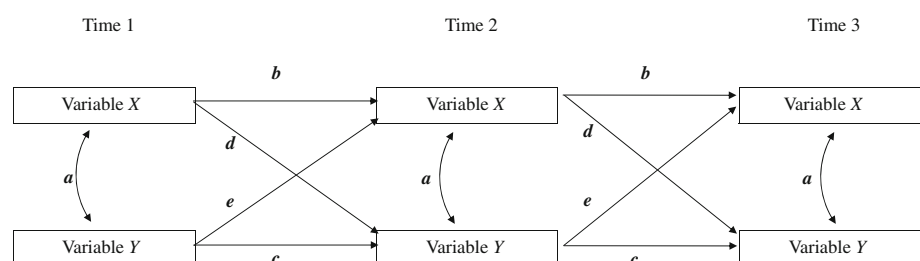 Time 1 Time 2 Time 3
b b
Variable X Variable X Variable X
d d
a a a
e e
Variable Y Variable Y Variable Y
c c